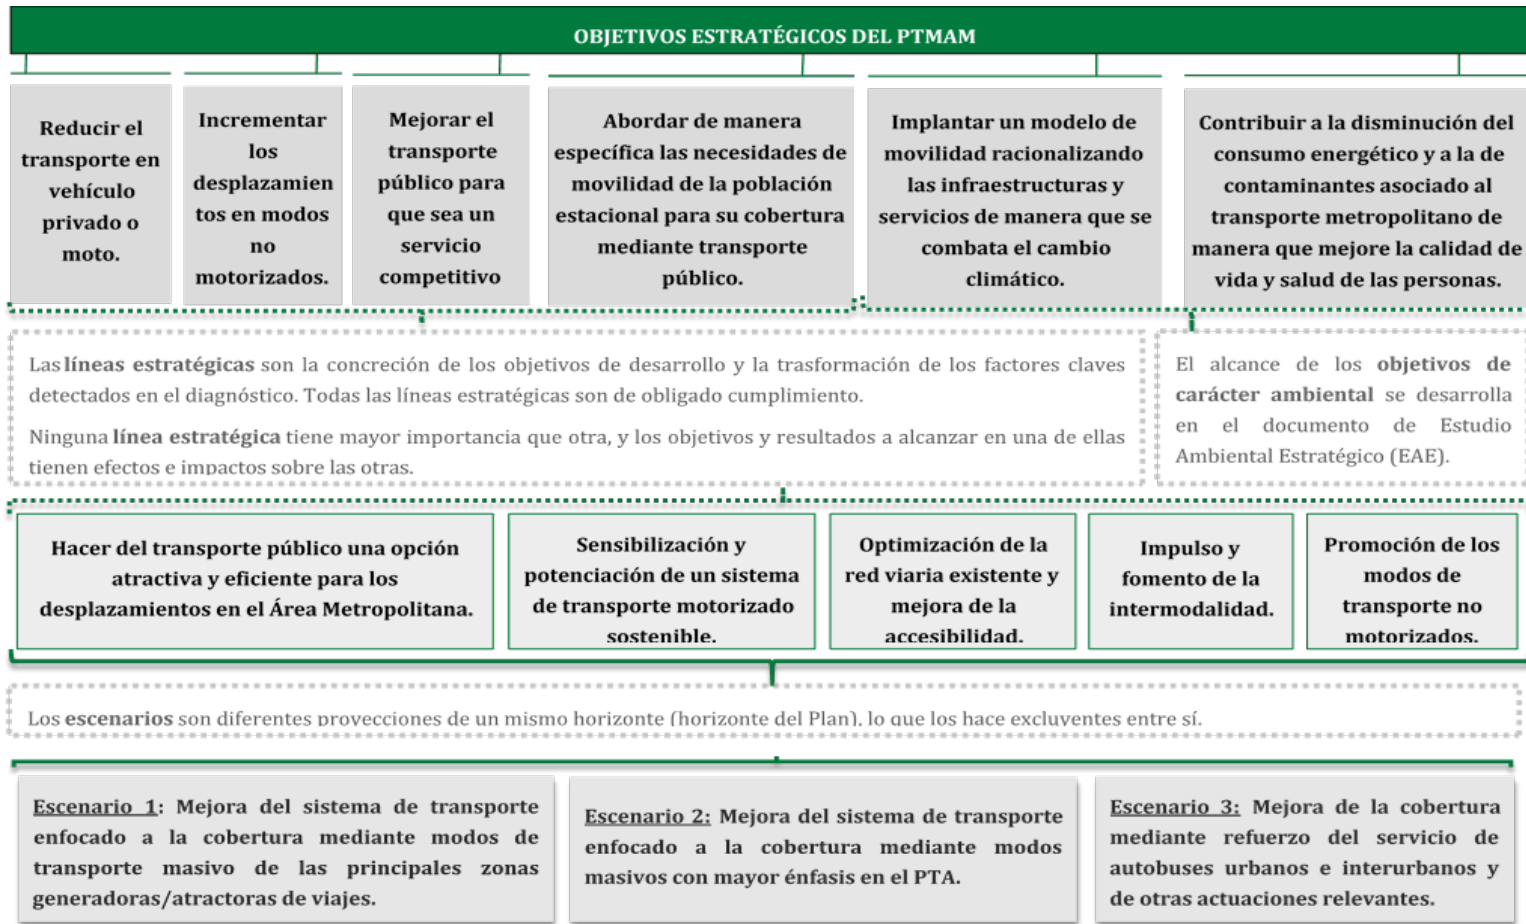 OBJETIVOS ESTRATÉGICOS DEL PTMAM
Reducir el
transporte en
vehículo
privado o
moto.
Incrementar
los
desplazamien
tos en modos
no
motorizados.
Mejorar el
transporte
público para
que sea un
servicio
competitivo
Abordar de manera
específica las necesidades de
movilidad de la población
estacional para su cobertura
mediante transporte
público.
Implantar un modelo de
movilidad racionalizando
las infraestructuras y
servicios de manera que se
combata el cambio
climático.
Contribuir a la disminución del
consumo energético y a la de
contaminantes asociado al
transporte metropolitano de
manera que mejore la calidad de
vida y salud de las personas.
Las líneas estratégicas son la concreción de los objetivos de desarrollo y la trasformación de los factores claves
detectados en el diagnóstico. Todas las líneas estratégicas son de obligado cumplimiento.
Ninguna línea estratégica tiene mayor importancia que otra, y los objetivos y resultados a alcanzar en una de ellas
tienen efectos e impactos sobre las otras.
El alcance de los objetivos de
carácter ambiental se desarrolla
en el documento de Estudio
Ambiental Estratégico (EAE).
Hacer del transporte público una opción
atractiva y eficiente para los
desplazamientos en el Área Metropolitana.
Sensibilización y
potenciación de un sistema
de transporte motorizado
sostenible.
Optimización de la
red viaria existente y
mejora de la
accesibilidad.
Impulso y
fomento de la
intermodalidad.
Promoción de los
modos de
transporte no
motorizados.
Los escenarios son diferentes proyecciones de un mismo horizonte (horizonte del Plan), lo que los hace excluyentes entre sí.
Escenario 1: Mejora del sistema de transporte
enfocado a la cobertura mediante modos de
transporte masivo de las principales zonas
generadoras/atractoras de viajes.
Escenario 2: Mejora del sistema de transporte
enfocado a la cobertura mediante modos
masivos con mayor énfasis en el PTA.
Escenario 3: Mejora de la cobertura
mediante refuerzo del servicio de
autobuses urbanos e interurbanos y
de otras actuaciones relevantes.